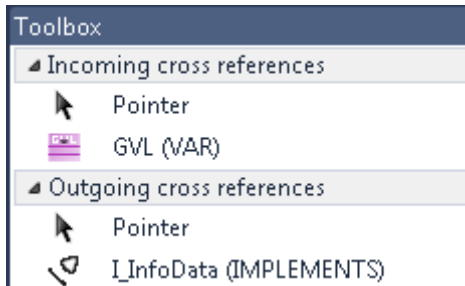 Toolbox
Incoming cross references
Pointer
GVL (VAR)
Outgoing cross references
Pointer
I_InfoData (IMPLEMENTS)